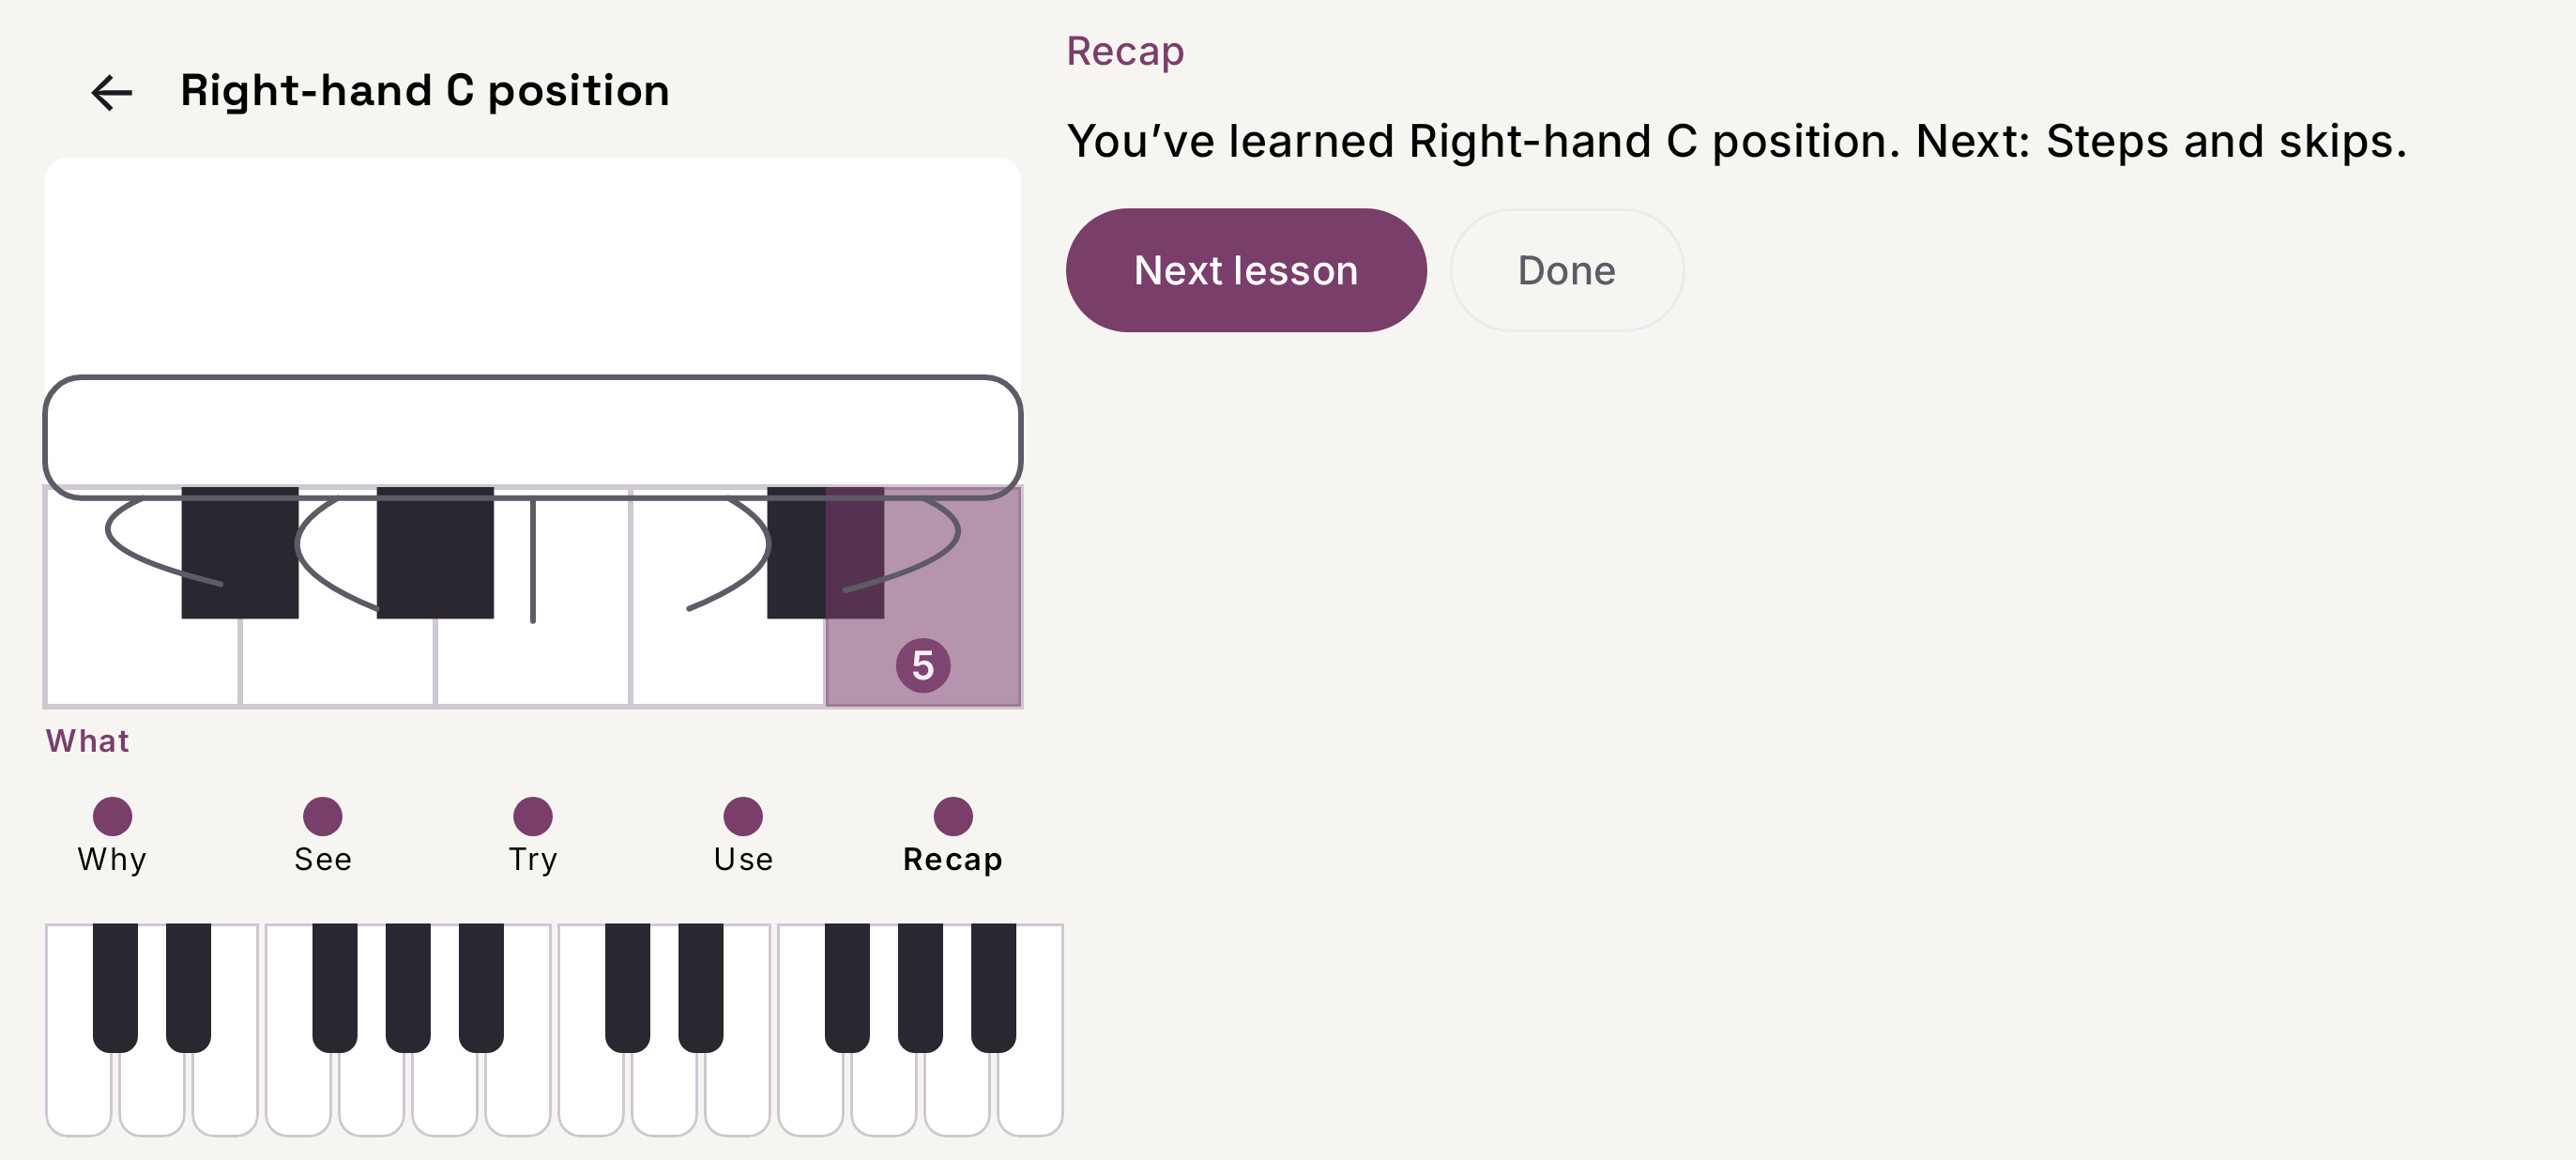 Right-hand C position
5
What
Why
See
Try
Use
Recap
Recap
You’ve learned Right-hand C position. Next: Steps and skips.
Next lesson
Done